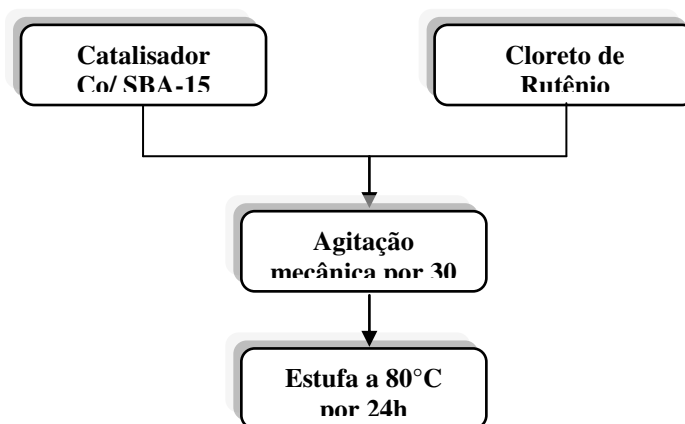 Catalisador
Co/ SBA-15
Cloreto de
Rutênio
Agitação
mecânica por 30
Estufa a 80°C
por 24h